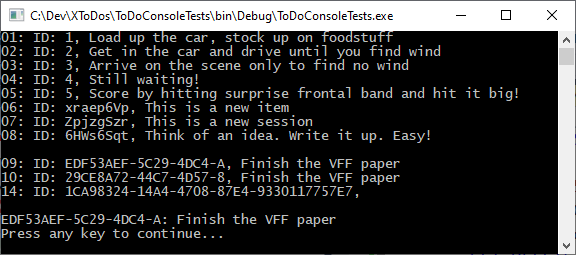 C:\Dev\XToDos\ToDoConsoleTests\bin\Debug\ToDoConsoleTests.exe
01: ID: 1, Load up the car, stock up on foodstuff
02: ID: 2, Get in the car and drive until you find wind
03: ID: 3, Arrive on the scene only to find no wind
04: ID: 4, Still waiting!
05: ID: 5, Score by hitting surprise frontal band and hit it big!
06: ID: xraep6Vp, This is a new item
07: ID: ZpjzgSzr, This is a new session
08: ID: 6HWs6Sqt, Think of an idea. Write it up. Easy!
09: ID: EDF53AEF-5C29-4DC4-A, Finish the VFF paper
10: ID: 29CE8A72-44C7-4D57-8, Finish the VFF paper
14: ID: 1CA98324-14A4-4708-87E4-9330117757E7,
EDF53AEF-5C29-4DC4-A: Finish the VFF paper
Press any key to continue...